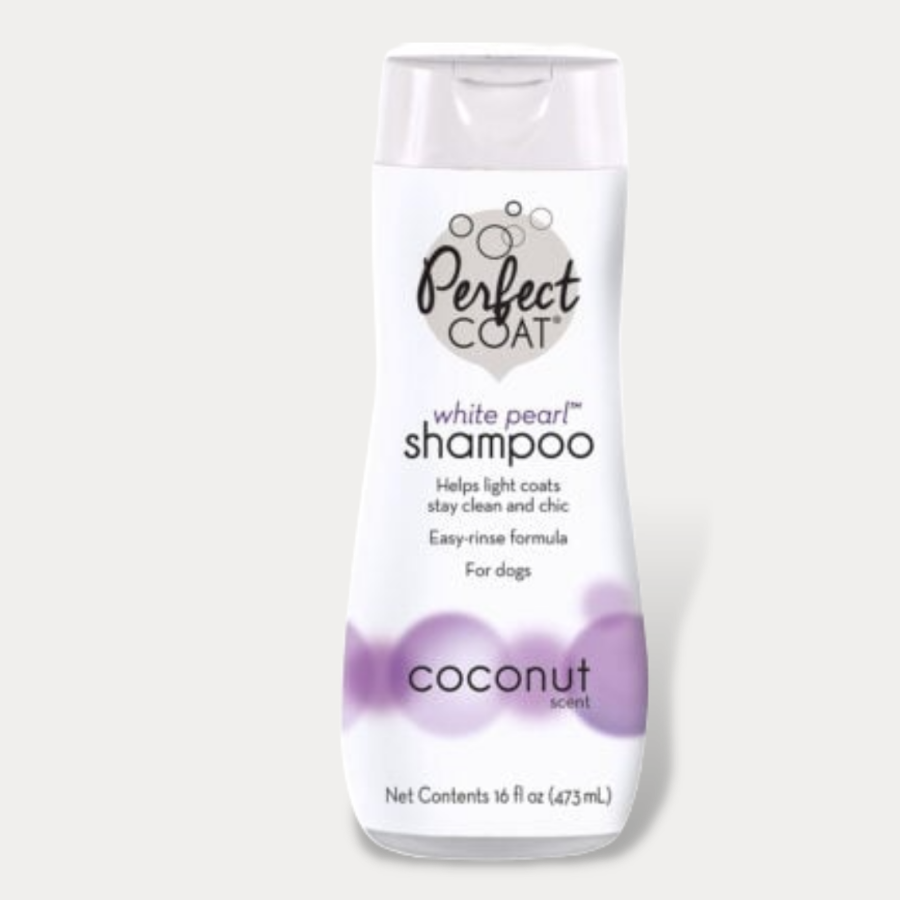 Perfect
COAT®
white pearl™
shampoo
Helps light coats
stay clean and chic
Easy-rinse formula
For dogs
coconut
scent
Net Contents 16 fl oz (473 mL)